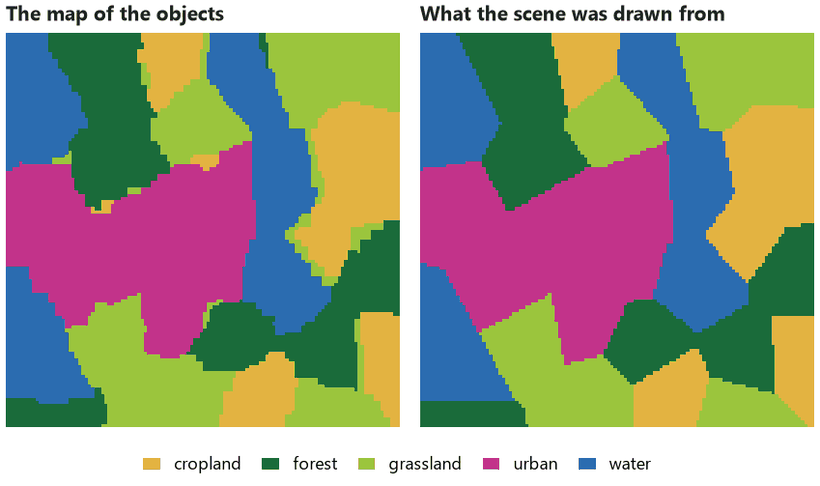 The map of the objects
What the scene was drawn from
cropland forest grassland urban water